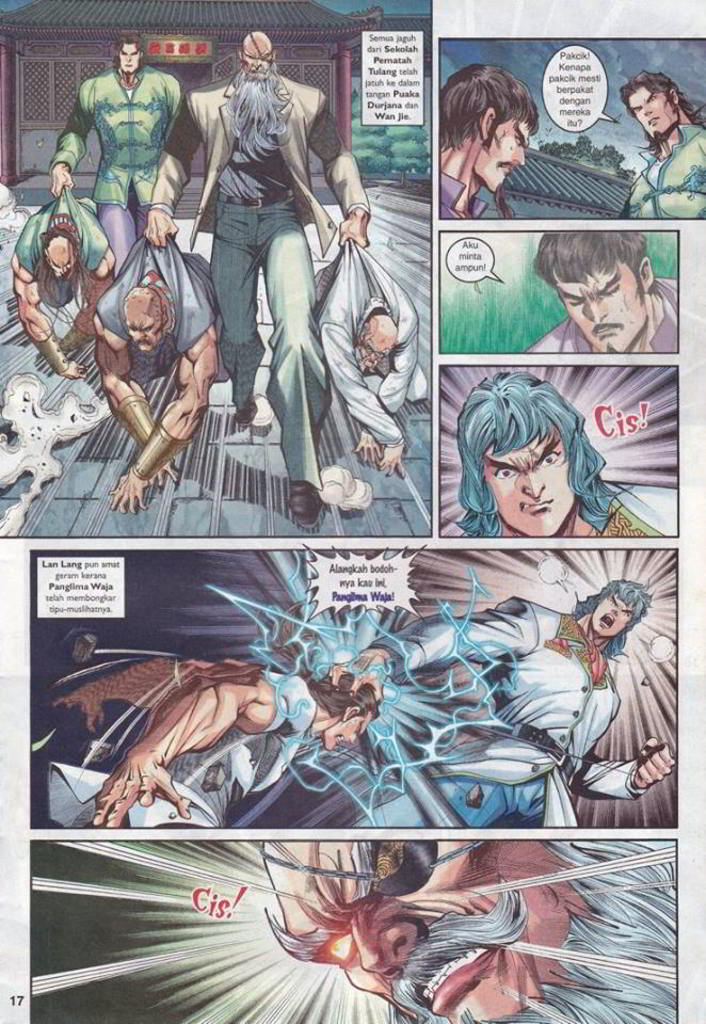 Semua jaguh
dari Sekolah
Pernatah
Tulang telah
jatuh ke dalam
tangan Puaka
Durjana dan
Wan Jie.
Pakcik!
Kenapa
pakcik mesti
berpakat
dengan
mereka
itu?
Aku
minta
ampun!
Cis!
Lan Lang pun amat
geram kerana
Panglima Waja
telah membongkar
tipu-muslihatnya.
Alangkah bodoh-
nya kau ini,
Panglima Waja!
Cis!
17